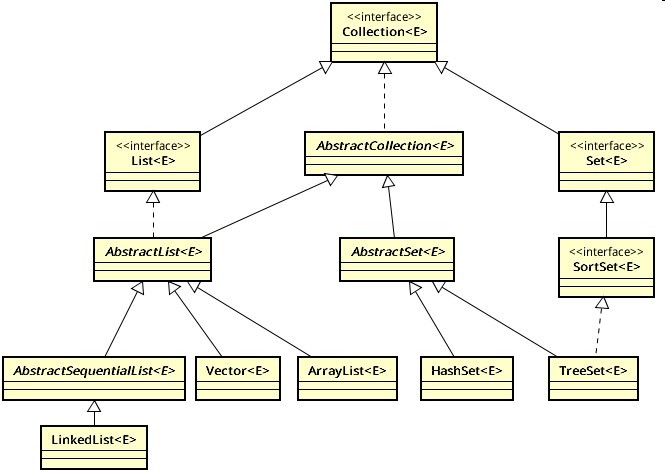 <<interface>>
Collection<E>
<<interface>>
List<E>
AbstractCollection<E>
<<interface>>
Set<E>
AbstractList<E>
AbstractSet<E>
<<interface>>
SortSet<E>
AbstractSequentialList<E>
Vector<E>
ArrayList<E>
HashSet<E>
TreeSet<E>
LinkedList<E>